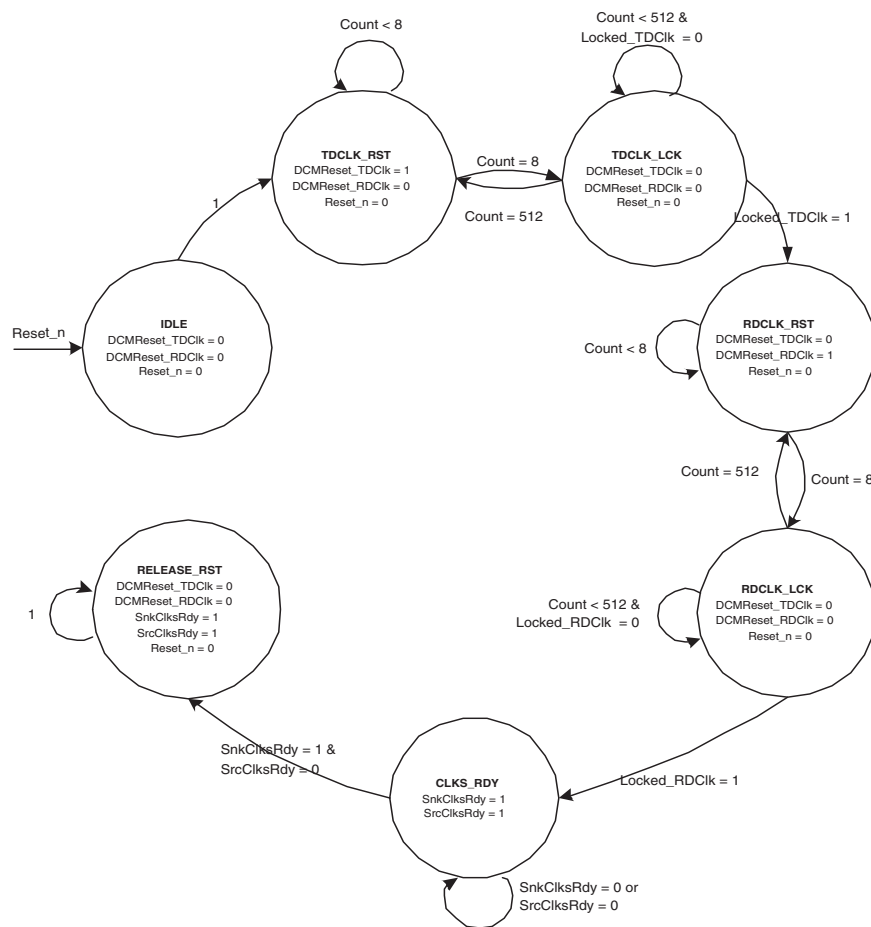 Count < 8
Count < 512 &
Locked_TDClk = 0
TDCLK_RST
DCMReset_TDClk = 1
DCMReset_RDClk = 0
Reset_n = 0
Count = 8
Count = 512
TDCLK_LCK
DCMReset_TDClk = 0
DCMReset_RDClk = 0
Reset_n = 0
1
Locked_TDClk = 1
Reset_n
IDLE
DCMReset_TDClk = 0
DCMReset_RDClk = 0
Reset_n = 0
Count < 8
RDCLK_RST
DCMReset_TDClk = 0
DCMReset_RDClk = 1
Reset_n = 0
Count = 512
Count = 8
1
RELEASE_RST
DCMReset_TDClk = 0
DCMReset_RDClk = 0
SnkClksRdy = 1
SrcClksRdy = 1
Reset_n = 0
Count < 512 &
Locked_RDClk = 0
RDCLK_LCK
DCMReset_TDClk = 0
DCMReset_RDClk = 0
Reset_n = 0
SnkClksRdy = 1 &
SrcClksRdy = 0
CLKS_RDY
SnkClksRdy = 1
SrcClksRdy = 1
Locked_RDClk = 1
SnkClksRdy = 0 or
SrcClksRdy = 0